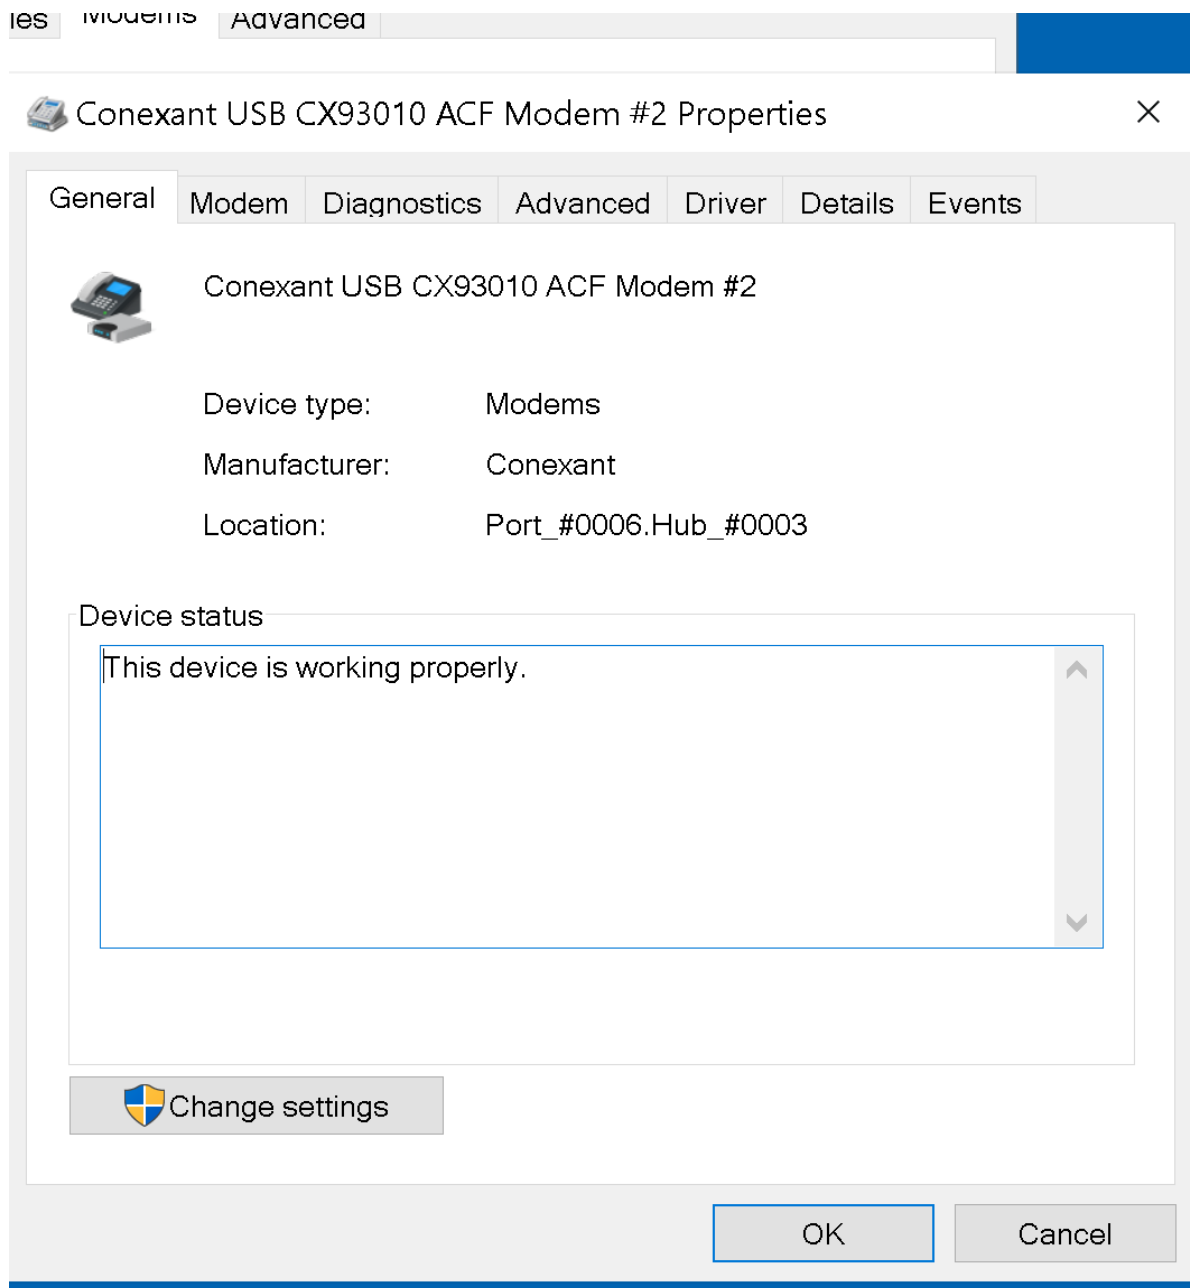 ies Modems Advanced
Conexant USB CX93010 ACF Modem #2 Properties
General Modem Diagnostics Advanced Driver Details Events
Conexant USB CX93010 ACF Modem #2
Device type: Modems
Manufacturer: Conexant
Location: Port_#0006.Hub_#0003
Device status
This device is working properly.
Change settings
OK Cancel